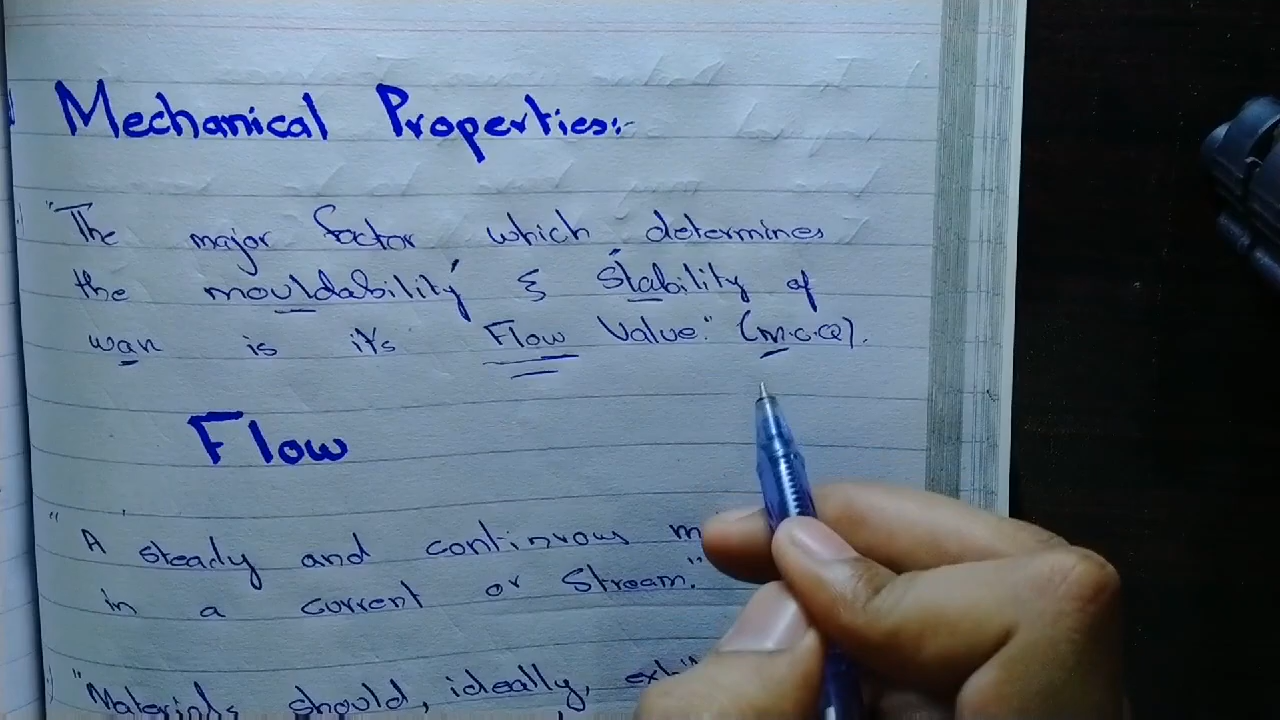 Mechanical Properties:-
"The major factor which determines
the mouldability & stability of
wax is it's Flow Value." (M.C.Q).
Flow
"A steady and continuous
in a current or stream."
"Materials should, ideally,